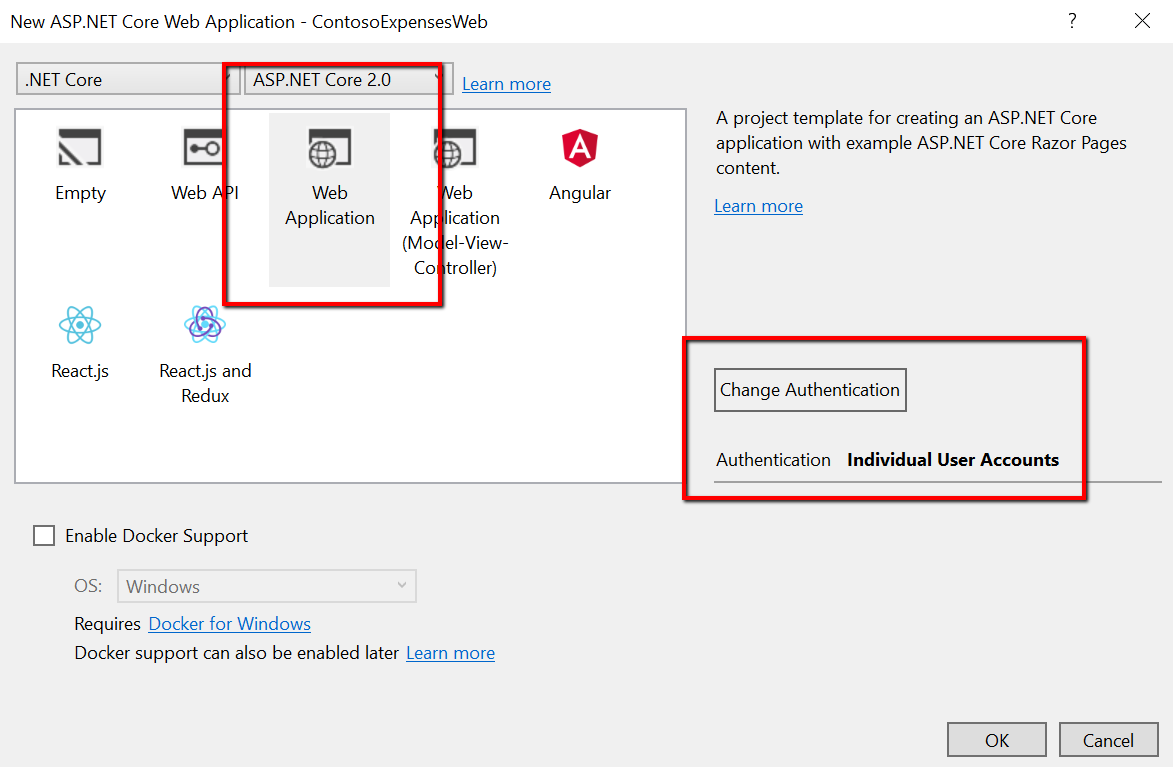 New ASP.NET Core Web Application - ContosoExpensesWeb
?
.NET Core
ASP.NET Core 2.0
Learn more
Empty
Web API
Web
Application
Web
Application
(Model-View-
Controller)
Angular
React.js
React.js and
Redux
A project template for creating an ASP.NET Core
application with example ASP.NET Core Razor Pages
content.
Learn more
Change Authentication
Authentication Individual User Accounts
Enable Docker Support
OS: Windows
Requires Docker for Windows
Docker support can also be enabled later Learn more
OK
Cancel